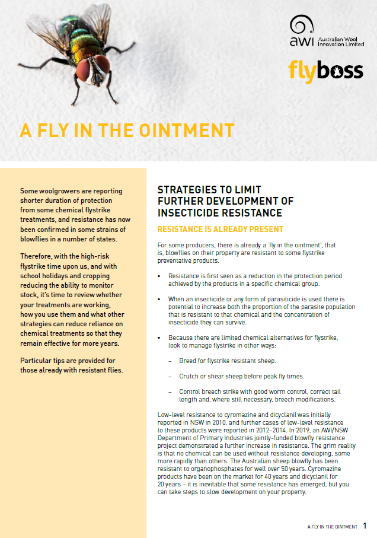 awi Australian Wool
Innovation Limited
flyboss
A FLY IN THE OINTMENT
Some woolgrowers are reporting
shorter duration of protection
from some chemical flystrike
treatments, and resistance has now
been confirmed in some strains of
blowflies in a number of states.
Therefore, with the high-risk
flystrike time upon us, and with
school holidays and cropping
reducing the ability to monitor
stock, it's time to review whether
your treatments are working,
how you use them and what other
strategies can reduce reliance on
chemical treatments so that they
remain effective for more years.
Particular tips are provided for
those already with resistant flies.
STRATEGIES TO LIMIT
FURTHER DEVELOPMENT OF
INSECTICIDE RESISTANCE
RESISTANCE IS ALREADY PRESENT
For some producers, there is already a 'fly in the ointment', that
is, blowflies on their property are resistant to some flystrike
preventative products.
• Resistance is first seen as a reduction in the protection period
achieved by the products in a specific chemical group.
• When an insecticide or any form of parasiticide is used there is
potential to increase both the proportion of the parasite population
that is resistant to that chemical and the concentration of
insecticide they can survive.
• Because there are limited chemical alternatives for flystrike,
look to manage flystrike in other ways:
– Breed for flystrike resistant sheep.
– Crutch or shear sheep before peak fly times.
– Control breech strike with good worm control, correct tail
length and, where still necessary, breech modifications.
Low-level resistance to cyromazine and dicyclanil was initially
reported in NSW in 2010, and further cases of low-level resistance
to these products were reported in 2012–2014. In 2019, an AWI/NSW
Department of Primary Industries jointly-funded blowfly resistance
project demonstrated a further increase in resistance. The grim reality
is that no chemical can be used without resistance developing, some
more rapidly than others. The Australian sheep blowfly has been
resistant to organophosphates for well over 50 years. Cyromazine
products have been on the market for 40 years and dicyclanil for
20 years – it is inevitable that some resistance has emerged, but you
can take steps to slow development on your property.
A FLY IN THE OINTMENT 1